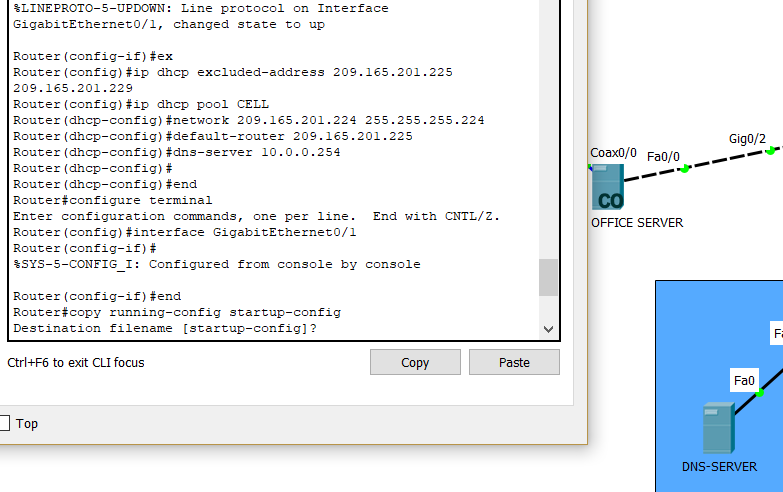 %LINEPROTO-5-UPDOWN: Line protocol on Interface
GigabitEthernet0/1, changed state to up
Router(config-if)#ex
Router(config)#ip dhcp excluded-address 209.165.201.225
209.165.201.229
Router(config)#ip dhcp pool CELL
Router(dhcp-config)#network 209.165.201.224 255.255.255.224
Router(dhcp-config)#default-router 209.165.201.225
Router(dhcp-config)#dns-server 10.0.0.254
Router(dhcp-config)#
Router(dhcp-config)#end
Router#configure terminal
Enter configuration commands, one per line.  End with CNTL/Z.
Router(config)#interface GigabitEthernet0/1
Router(config-if)#
%SYS-5-CONFIG_I: Configured from console by console
Router(config-if)#end
Router#copy running-config startup-config
Destination filename [startup-config]?
Ctrl+F6 to exit CLI focus
Copy
Paste
Top
Gig0/2
Coax0/0
Fa0/0
CO
OFFICE SERVER
Fa0
DNS-SERVER